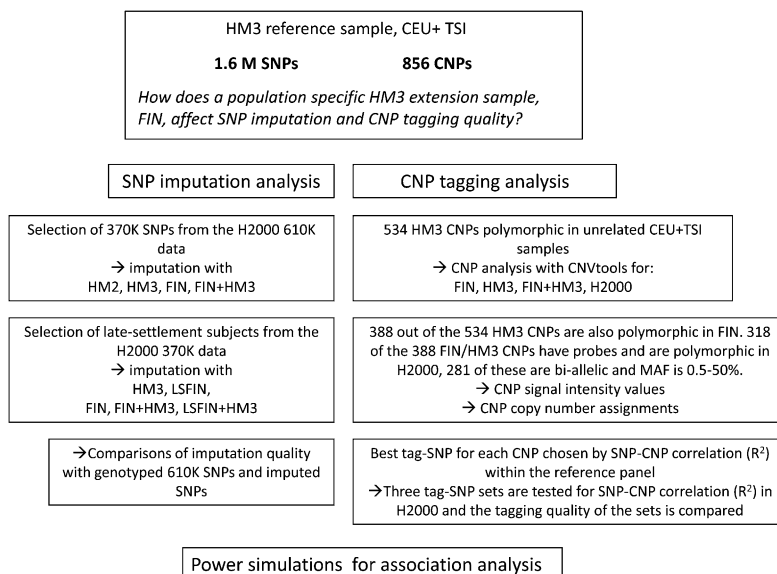 HM3 reference sample, CEU+ TSI
1.6 M SNPs 856 CNPs
How does a population specific HM3 extension sample,
FIN, affect SNP imputation and CNP tagging quality?
SNP imputation analysis
Selection of 370K SNPs from the H2000 610K
data
→ imputation with
HM2, HM3, FIN, FIN+HM3
Selection of late-settlement subjects from the
H2000 370K data
→ imputation with
HM3, LSFIN,
FIN, FIN+HM3, LSFIN+HM3
→Comparisons of imputation quality
with genotyped 610K SNPs and imputed
SNPs
CNP tagging analysis
534 HM3 CNPs polymorphic in unrelated CEU+TSI
samples
→ CNP analysis with CNVtools for:
FIN, HM3, FIN+HM3, H2000
388 out of the 534 HM3 CNPs are also polymorphic in FIN. 318
of the 388 FIN/HM3 CNPs have probes and are polymorphic in
H2000, 281 of these are bi-allelic and MAF is 0.5-50%.
→ CNP signal intensity values
→ CNP copy number assignments
Best tag-SNP for each CNP chosen by SNP-CNP correlation (R²)
within the reference panel
→Three tag-SNP sets are tested for SNP-CNP correlation (R²) in
H2000 and the tagging quality of the sets is compared
Power simulations for association analysis